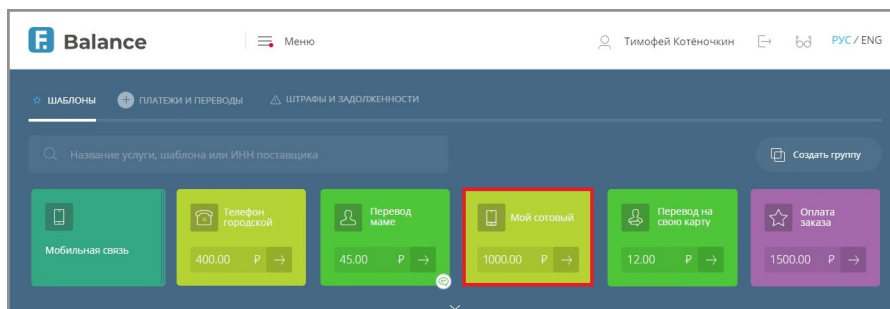 F. Balance
Меню
Тимофей Котёночкин
РУС / ENG
ШАБЛОНЫ
ПЛАТЕЖИ И ПЕРЕВОДЫ
ШТРАФЫ И ЗАДОЛЖЕННОСТИ
Название услуги, шаблона или ИНН поставщика
Создать группу
Мобильная связь
Телефон
городской
400.00 ₽
Перевод
маме
45.00 ₽
Мой сотовый
1000.00 ₽
Перевод на
свою карту
12.00 ₽
Оплата
заказа
1500.00 ₽